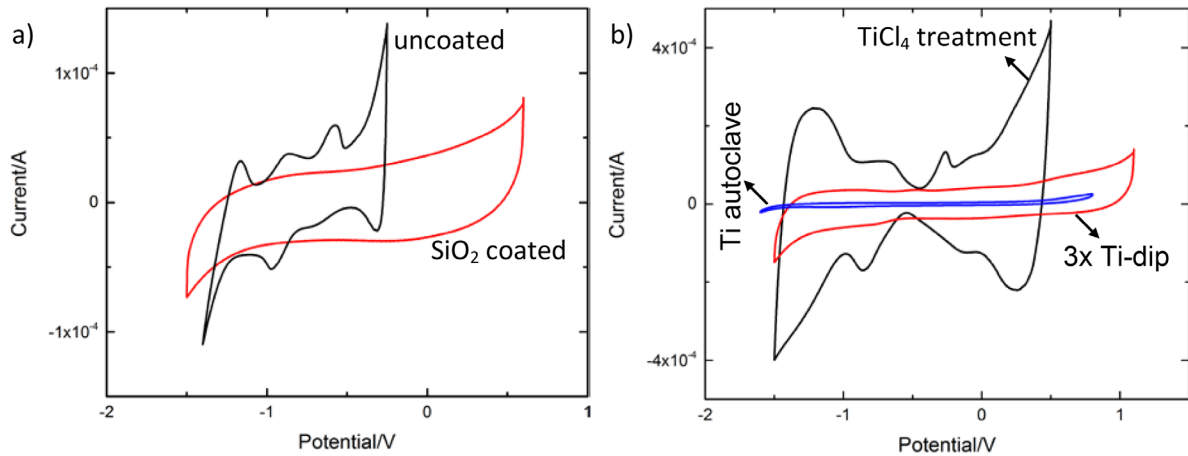 a)
uncoated
SiO₂ coated
1x10⁻⁴
0
-1x10⁻⁴
Current/A
-2
-1
0
1
Potential/V
b)
TiCl₄ treatment
Ti autoclave
3x Ti-dip
4x10⁻⁴
0
-4x10⁻⁴
Current/A
-2
-1
0
1
Potential/V